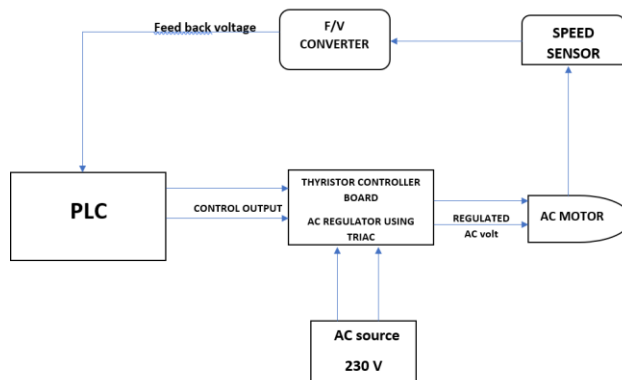 Feed back voltage
F/V
CONVERTER
SPEED
SENSOR
PLC
CONTROL OUTPUT
THYRISTOR CONTROLLER
BOARD
AC REGULATOR USING
TRIAC
REGULATED
AC volt
AC MOTOR
AC source
230 V